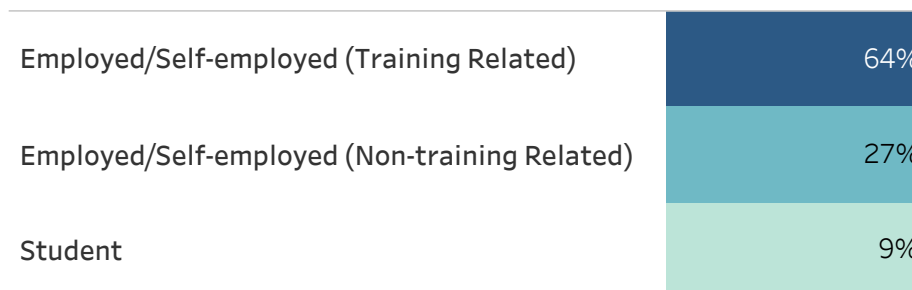 Employed/Self-employed (Training Related) 64%
Employed/Self-employed (Non-training Related) 27%
Student 9%